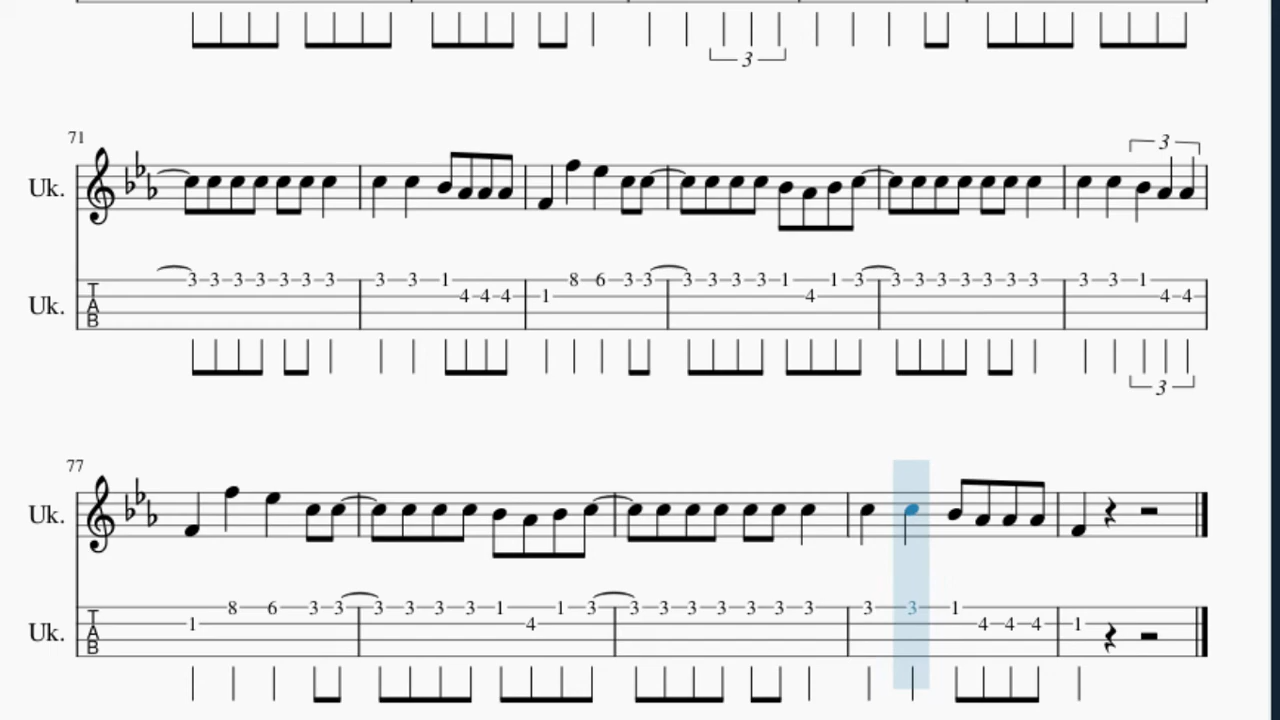 3
71
3
Uk.
3 3 3 3 3 3 3 3 3 1 8 6 3 3 3 3 3 3 1 1 3 3 3 3 3 3 3 3 3 3 1
Uk. TAB 4 4 4 1 4 4 4
3
77
Uk.
8 6 3 3 3 3 3 3 1 1 3 3 3 3 3 3 3 3 3 3 1
Uk. TAB 1 4 4 4 4 1